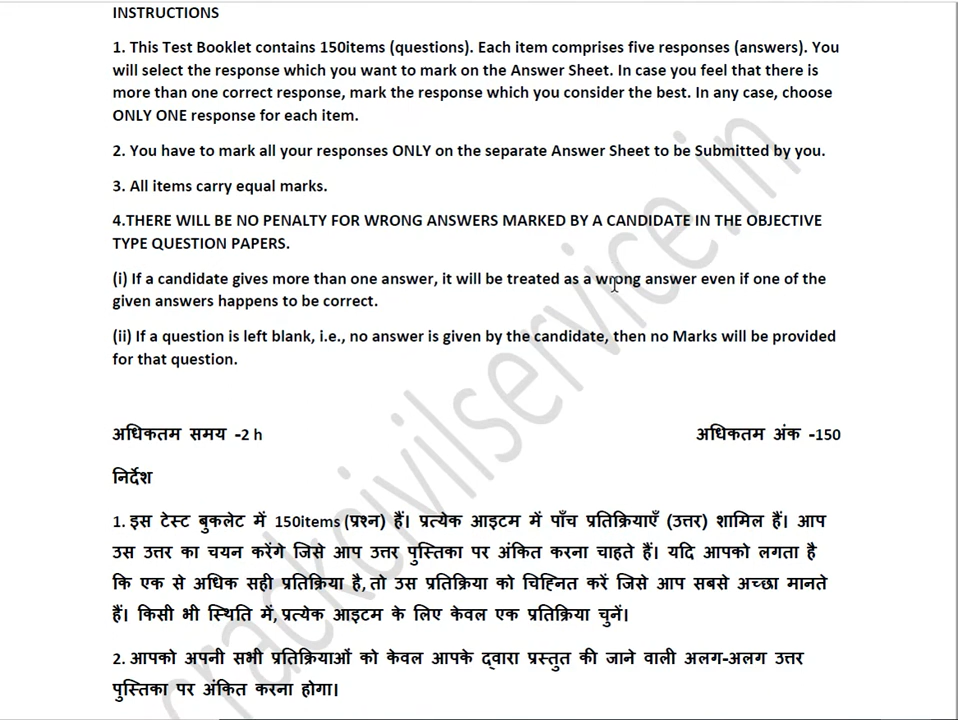 INSTRUCTIONS
1. This Test Booklet contains 150items (questions). Each item comprises five responses (answers). You
will select the response which you want to mark on the Answer Sheet. In case you feel that there is
more than one correct response, mark the response which you consider the best. In any case, choose
ONLY ONE response for each item.
2. You have to mark all your responses ONLY on the separate Answer Sheet to be Submitted by you.
3. All items carry equal marks.
4.THERE WILL BE NO PENALTY FOR WRONG ANSWERS MARKED BY A CANDIDATE IN THE OBJECTIVE
TYPE QUESTION PAPERS.
(i) If a candidate gives more than one answer, it will be treated as a wrong answer even if one of the
given answers happens to be correct.
(ii) If a question is left blank, i.e., no answer is given by the candidate, then no Marks will be provided
for that question.
अधिकतम समय -2 h अधिकतम अंक -150
निर्देश
1. इस टेस्ट बुकलेट में 150items (प्रश्न) हैं। प्रत्येक आइटम में पाँच प्रतिक्रियाएँ (उत्तर) शामिल हैं। आप
उस उत्तर का चयन करेंगे जिसे आप उत्तर पुस्तिका पर अंकित करना चाहते हैं। यदि आपको लगता है
कि एक से अधिक सही प्रतिक्रिया है, तो उस प्रतिक्रिया को चिह्नित करें जिसे आप सबसे अच्छा मानते
हैं। किसी भी स्थिति में, प्रत्येक आइटम के लिए केवल एक प्रतिक्रिया चुनें।
2. आपको अपनी सभी प्रतिक्रियाओं को केवल आपके द्वारा प्रस्तुत की जाने वाली अलग-अलग उत्तर
पुस्तिका पर अंकित करना होगा।
crackcivilservice.in